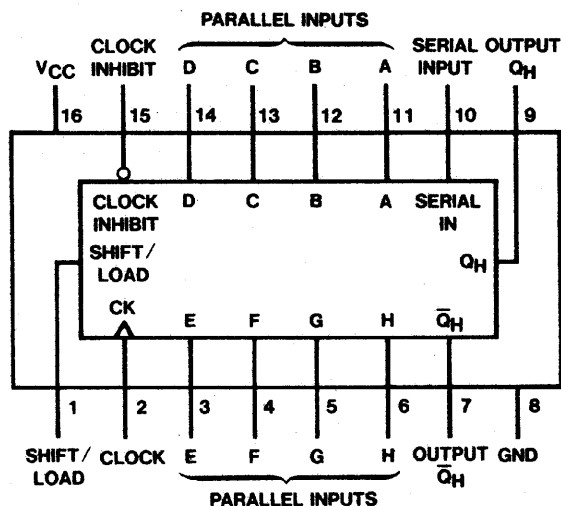 PARALLEL INPUTS
VCC
CLOCK INHIBIT
D C B A
SERIAL INPUT
OUTPUT QH
16 15 14 13 12 11 10 9
CLOCK INHIBIT
D C B A
SERIAL IN
SHIFT/
LOAD
QH
CK
E F G H Q̅H
1 2 3 4 5 6 7 8
SHIFT/
LOAD
CLOCK
E F G H
OUTPUT
Q̅H
GND
PARALLEL INPUTS